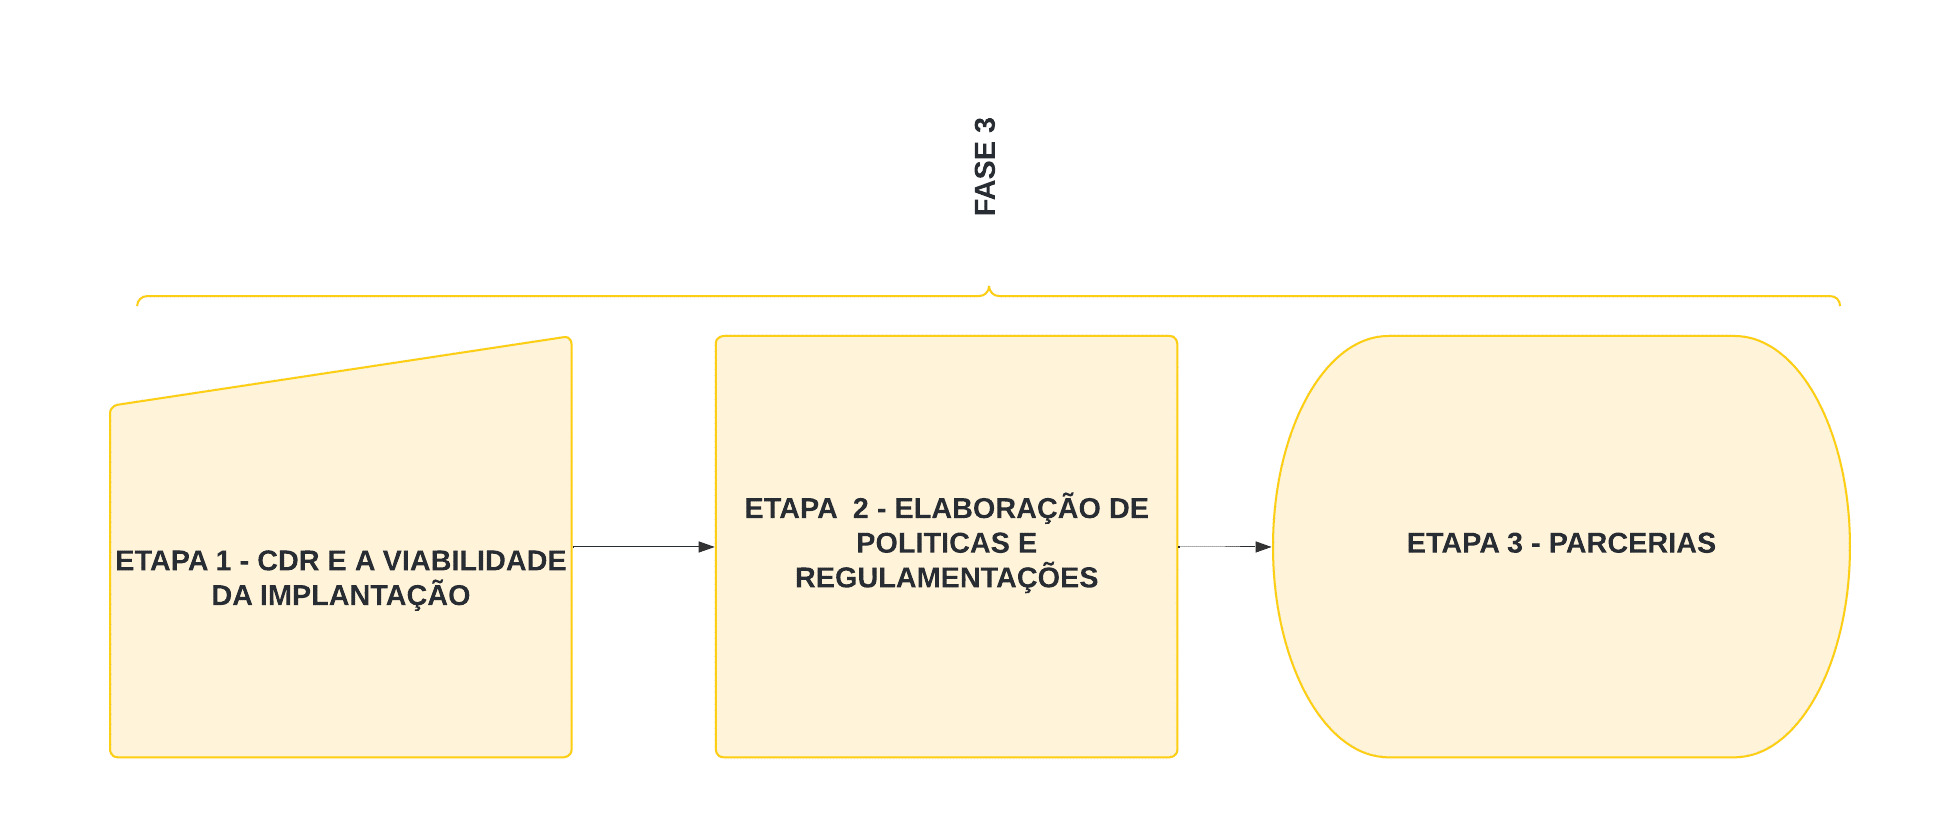 FASE 3
ETAPA 1 - CDR E A VIABILIDADE
DA IMPLANTAÇÃO
ETAPA  2 - ELABORAÇÃO DE
POLITICAS E
REGULAMENTAÇÕES
ETAPA 3 - PARCERIAS